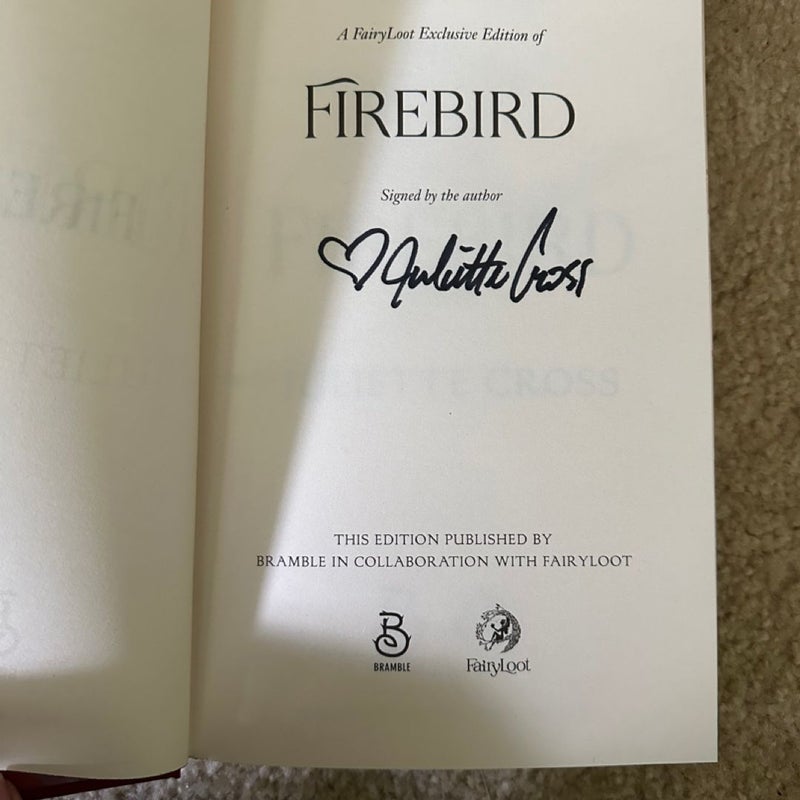 A FairyLoot Exclusive Edition of
FIREBIRD
Signed by the author
Juliette Cross
THIS EDITION PUBLISHED BY
BRAMBLE IN COLLABORATION WITH FAIRYLOOT
B
BRAMBLE
FairyLoot